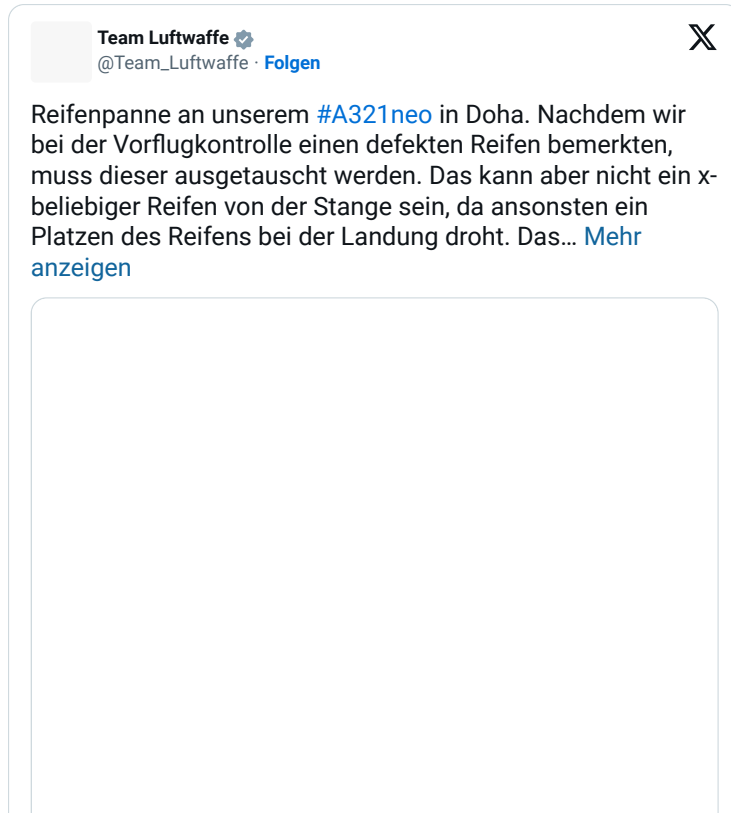 Team Luftwaffe
@Team_Luftwaffe · Folgen
Reifenpanne an unserem #A321neo in Doha. Nachdem wir
bei der Vorflugkontrolle einen defekten Reifen bemerkten,
muss dieser ausgetauscht werden. Das kann aber nicht ein x-
beliebiger Reifen von der Stange sein, da ansonsten ein
Platzen des Reifens bei der Landung droht. Das… Mehr
anzeigen